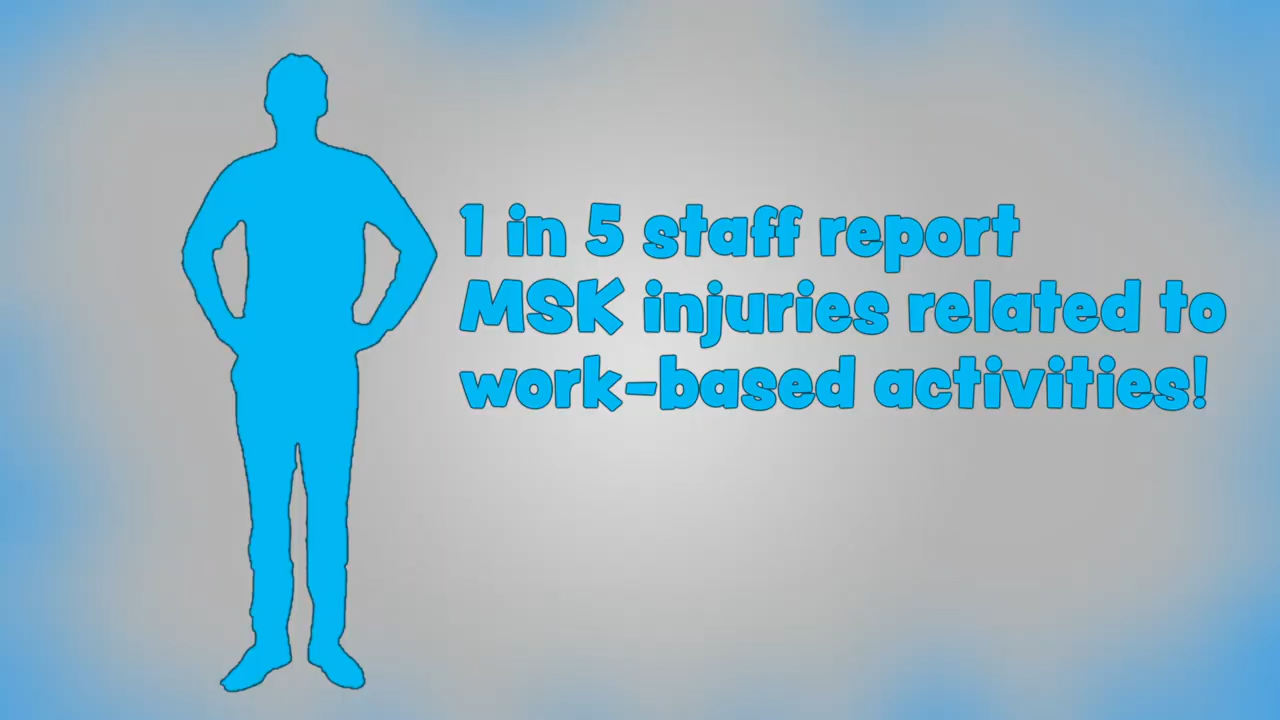 1 in 5 staff report
MSK injuries related to
work-based activities!